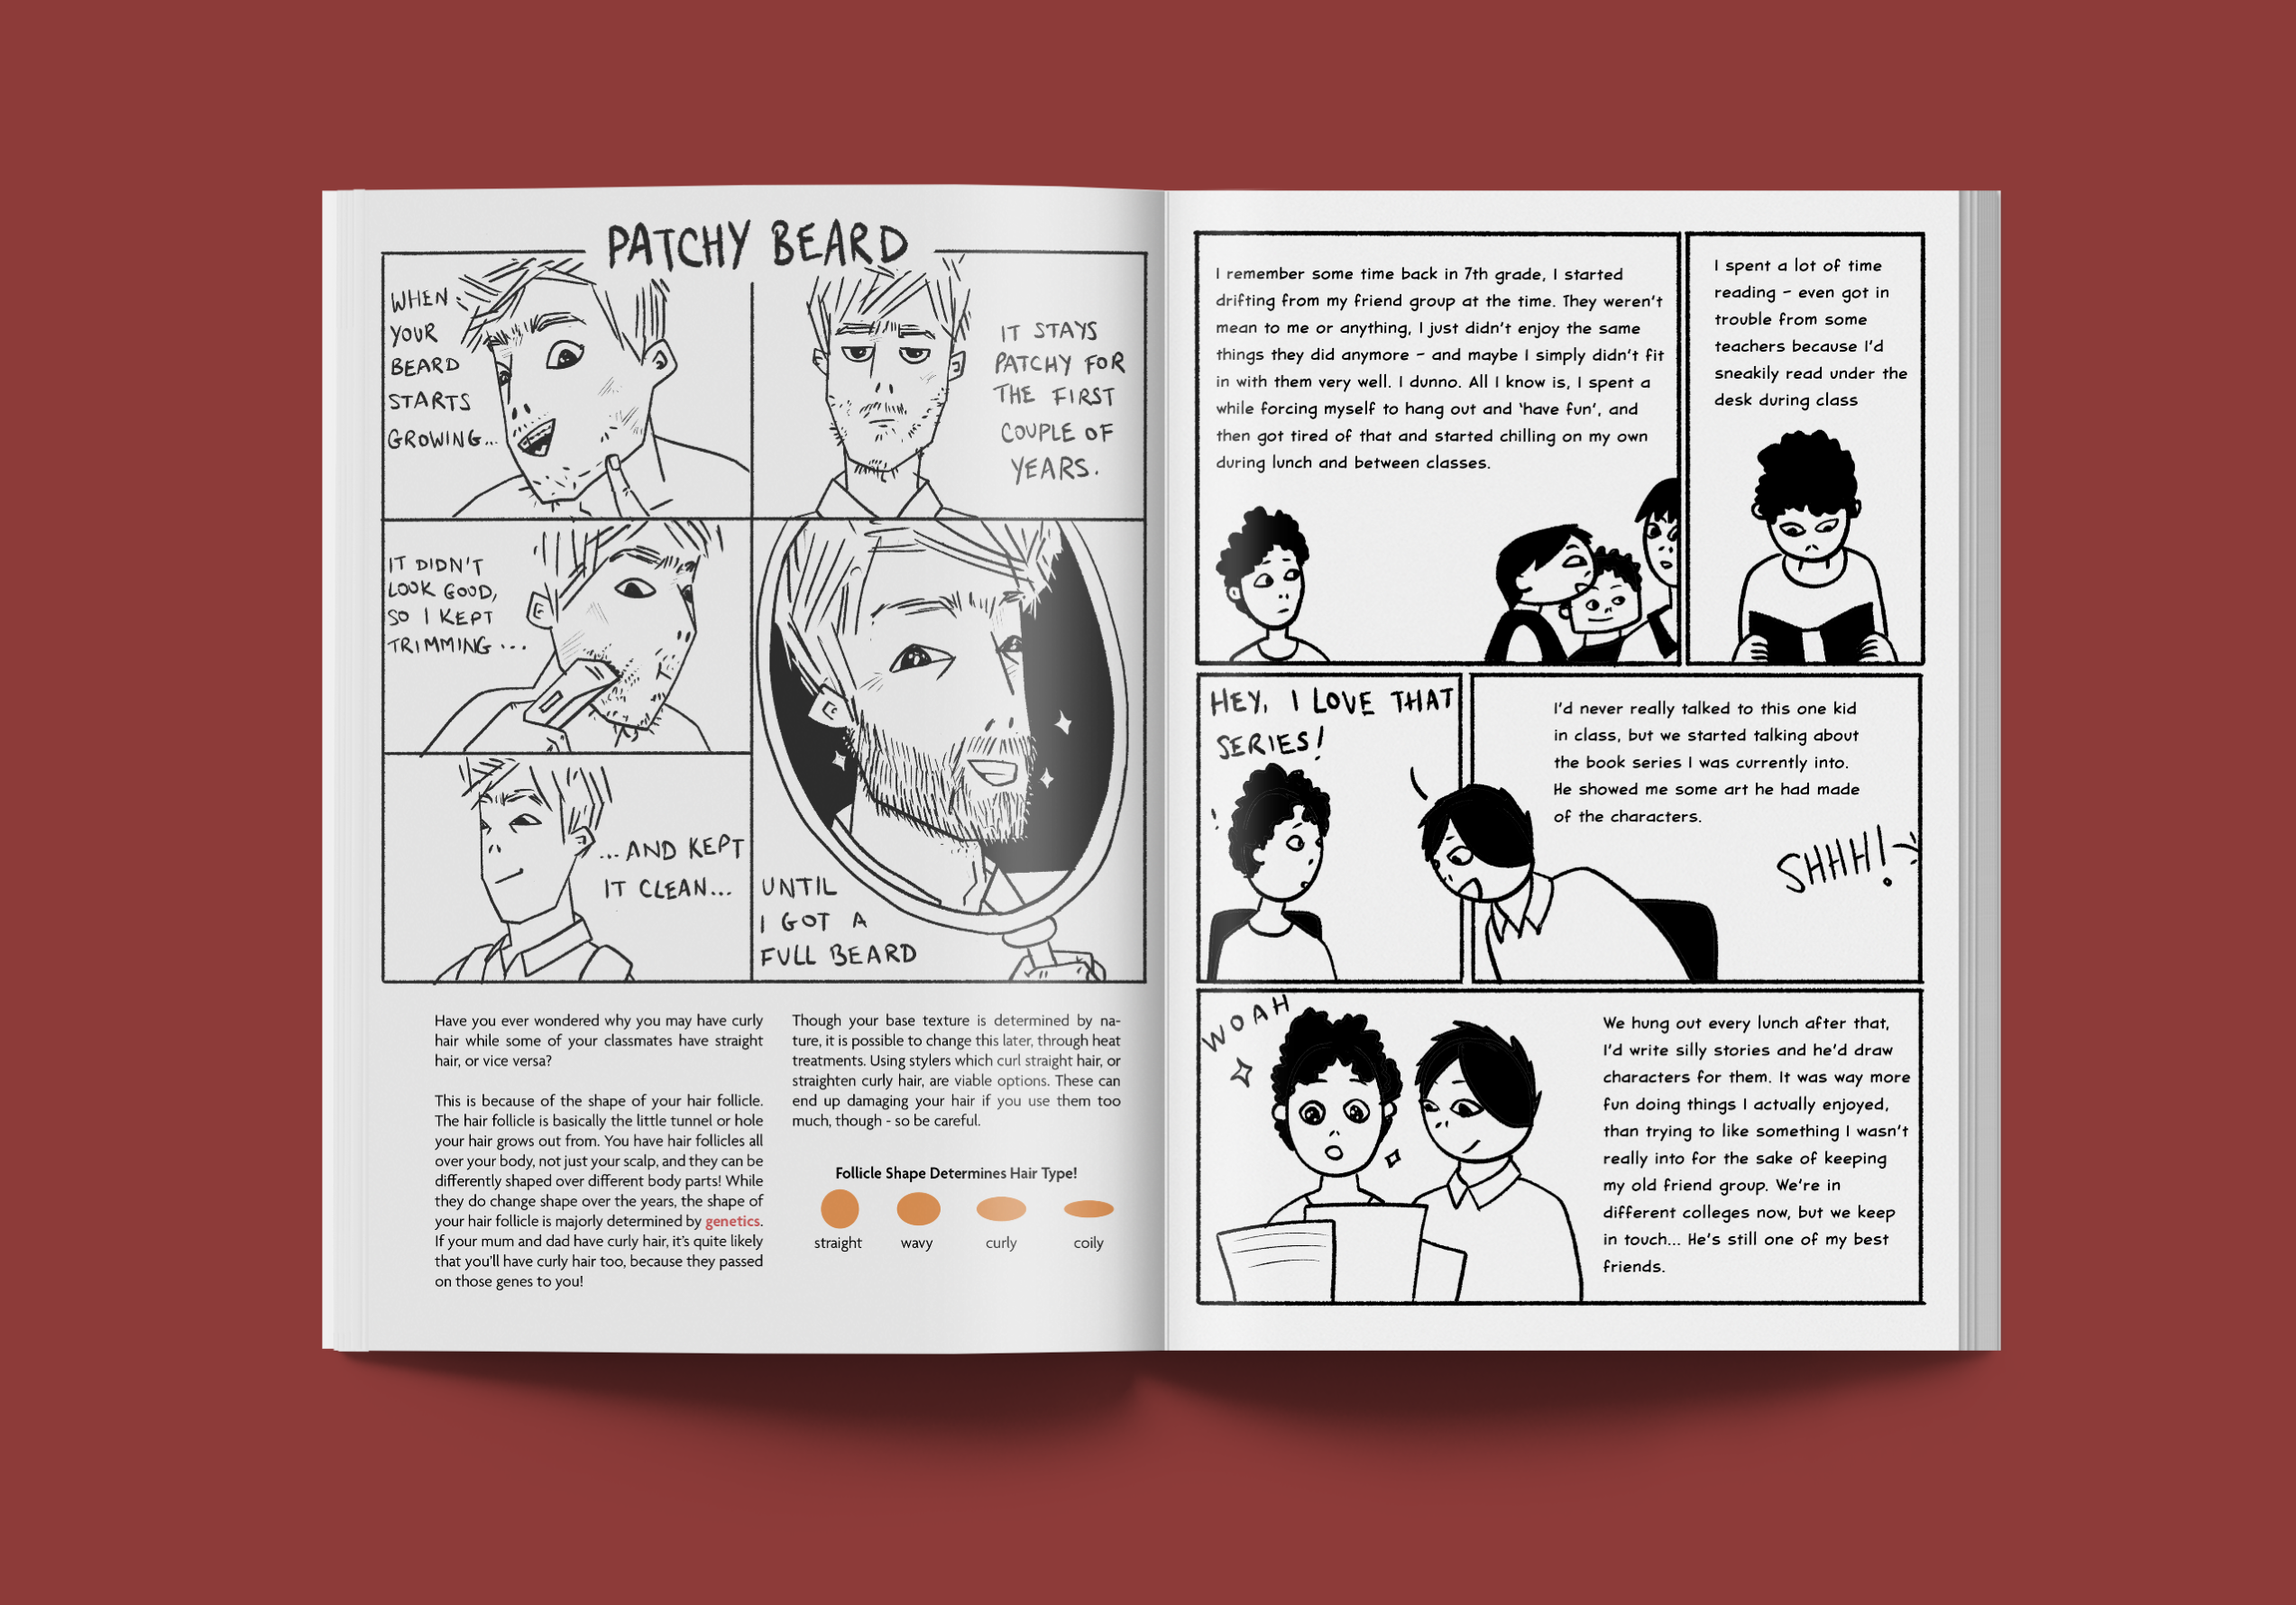 PATCHY BEARD
WHEN
YOUR
BEARD
STARTS
GROWING...
IT STAYS
PATCHY FOR
THE FIRST
COUPLE OF
YEARS.
IT DIDN'T
LOOK GOOD,
SO I KEPT
TRIMMING...
...AND KEPT
IT CLEAN...
UNTIL
I GOT A
FULL BEARD
Have you ever wondered why you may have curly
hair while some of your classmates have straight
hair, or vice versa?
This is because of the shape of your hair follicle.
The hair follicle is basically the little tunnel or hole
your hair grows out from. You have hair follicles all
over your body, not just your scalp, and they can be
differently shaped over different body parts! While
they do change shape over the years, the shape of
your hair follicle is majorly determined by genetics.
If your mum and dad have curly hair, it's quite likely
that you'll have curly hair too, because they passed
on those genes to you!
Though your base texture is determined by na-
ture, it is possible to change this later, through heat
treatments. Using stylers which curl straight hair, or
straighten curly hair, are viable options. These can
end up damaging your hair if you use them too
much, though - so be careful.
Follicle Shape Determines Hair Type!
straight wavy curly coily
I remember some time back in 7th grade, I started
drifting from my friend group at the time. They weren't
mean to me or anything, I just didn't enjoy the same
things they did anymore – and maybe I simply didn't fit
in with them very well. I dunno. All I know is, I spent a
while forcing myself to hang out and ‘have fun’, and
then got tired of that and started chilling on my own
during lunch and between classes.
I spent a lot of time
reading – even got in
trouble from some
teachers because I'd
sneakily read under the
desk during class
HEY, I LOVE THAT
SERIES!
!
I'd never really talked to this one kid
in class, but we started talking about
the book series I was currently into.
He showed me some art he had made
of the characters.
SHHH!
WOAH
We hung out every lunch after that,
I'd write silly stories and he'd draw
characters for them. It was way more
fun doing things I actually enjoyed,
than trying to like something I wasn't
really into for the sake of keeping
my old friend group. We're in
different colleges now, but we keep
in touch... He's still one of my best
friends.